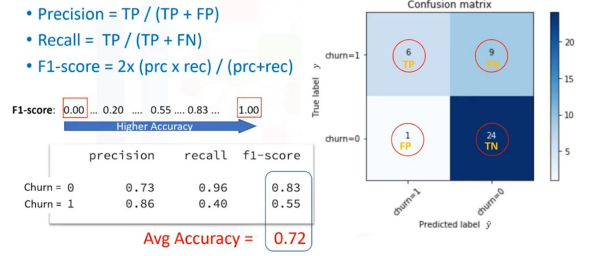 • Precision = TP / (TP + FP)
• Recall = TP / (TP + FN)
• F1-score = 2x (prc x rec) / (prc+rec)
F1-score: 0.00 ... 0.20 .... 0.55 .... 0.83 ... 1.00
Higher Accuracy
precision recall f1-score
Churn = 0 0.73 0.96 0.83
Churn = 1 0.86 0.40 0.55
Avg Accuracy = 0.72
Confusion matrix
True label y
churn=1
churn=0
6
TP
9
FN
1
FP
24
TN
churn=1
churn=0
Predicted label ŷ
20
15
10
5